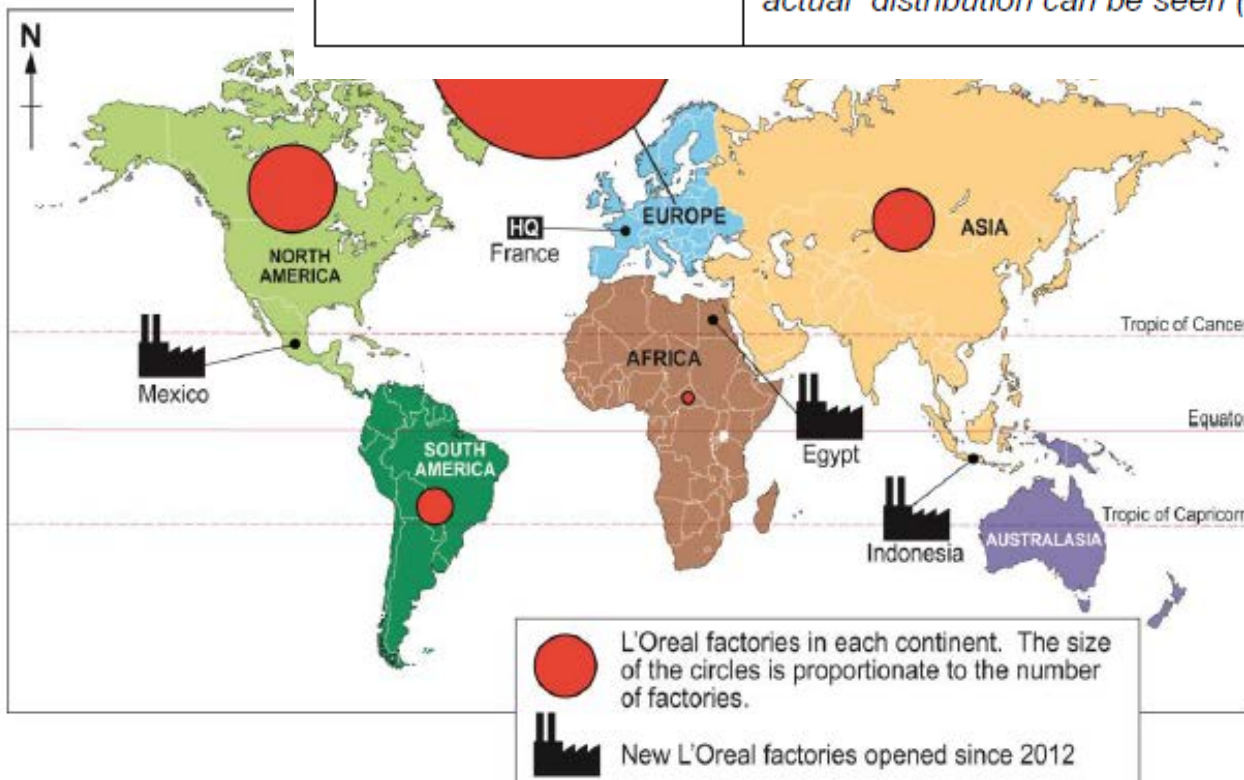 actual distribution can be seen (
N
NORTH
AMERICA
HQ
France
EUROPE
ASIA
Mexico
AFRICA
Tropic of Cance
Equato
Egypt
SOUTH
AMERICA
Tropic of Capricorn
Indonesia
AUSTRALASIA
L'Oreal factories in each continent. The size
of the circles is proportionate to the number
of factories.
New L'Oreal factories opened since 2012